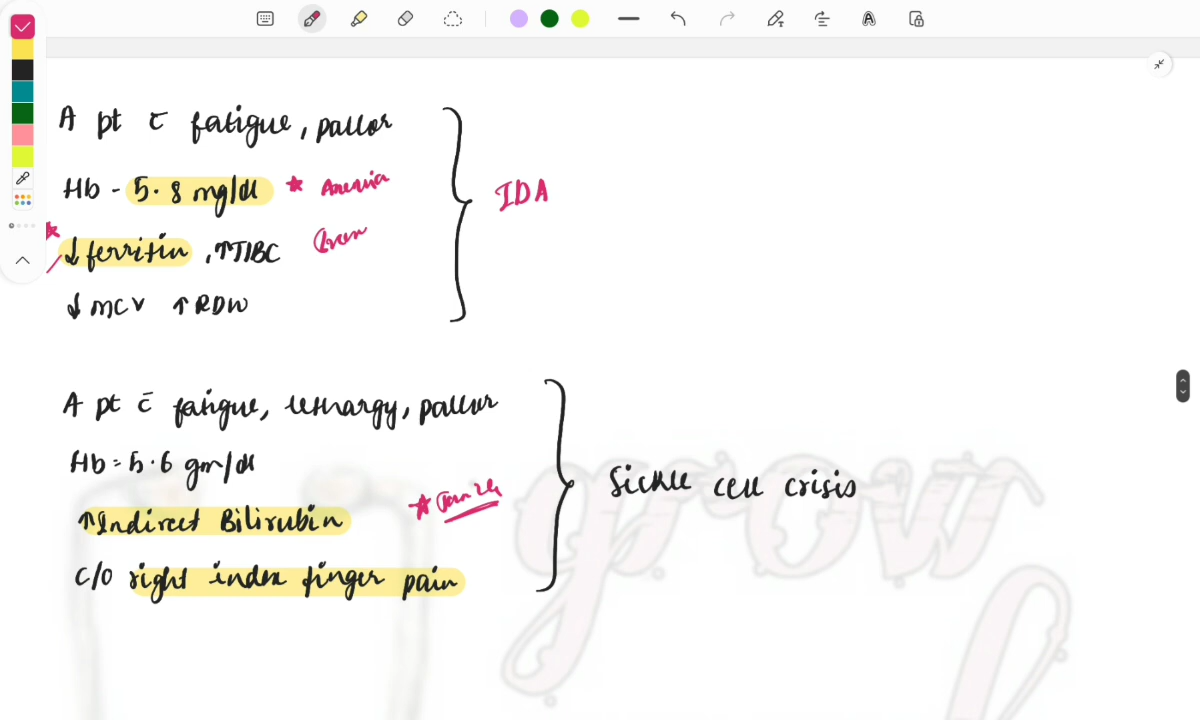 A pt c̄ fatigue, pallor
Hb - 5.8 mg/dl ★ Anemia
↓ ferritin, ↑TIBC
↓ MCV ↑ RDW
IDA
A pt c̄ fatigue, lethargy, pallor
Hb = 5.6 gm/dl
↑Indirect Bilirubin
C/O right index finger pain
Sickle cell crisis
grow